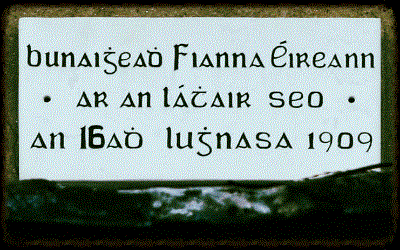 Bunaiġeaḋ Fianna Éireann
• ar an láṫair seo •
an 16aḋ luġnasa 1909